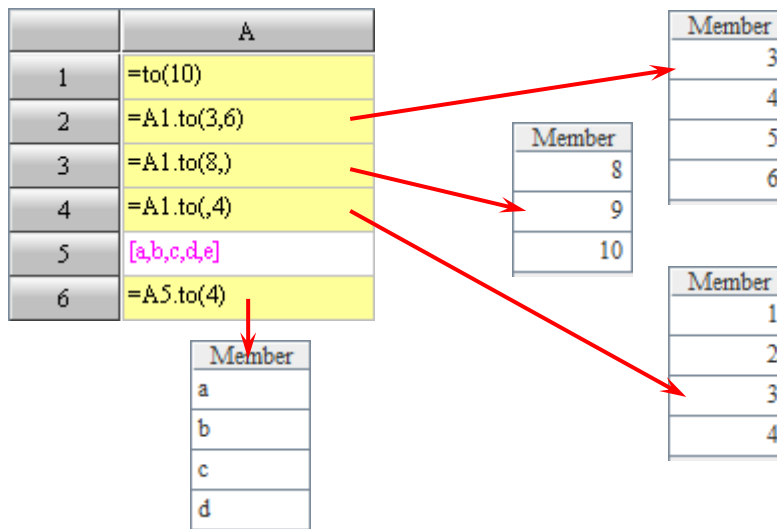 A
1 =to(10)
2 =A1.to(3,6)
3 =A1.to(8,)
4 =A1.to(,4)
5 [a,b,c,d,e]
6 =A5.to(4)
Member
3
4
5
6
Member
8
9
10
Member
1
2
3
4
Member
a
b
c
d